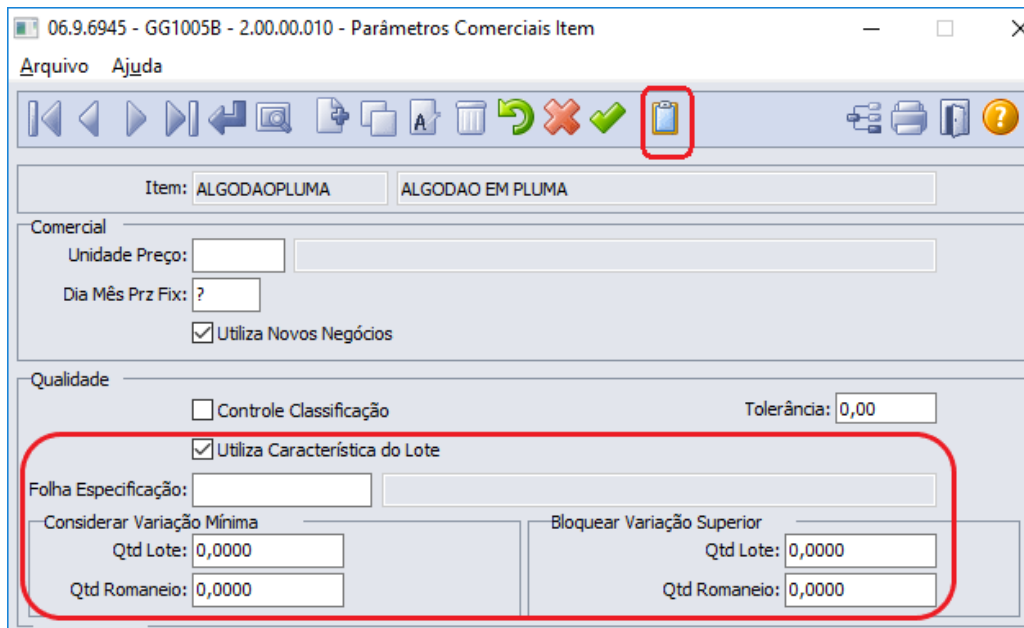 06.9.6945 - GG1005B - 2.00.00.010 - Parâmetros Comerciais Item
Arquivo Ajuda
A
?
Item: ALGODAOPLUMA ALGODAO EM PLUMA
Comercial
Unidade Preço:
Dia Mês Prz Fix: ?
Utiliza Novos Negócios
Qualidade
Controle Classificação Tolerância: 0,00
Utiliza Característica do Lote
Folha Especificação:
Considerar Variação Mínima Bloquear Variação Superior
Qtd Lote: 0,0000 Qtd Lote: 0,0000
Qtd Romaneio: 0,0000 Qtd Romaneio: 0,0000